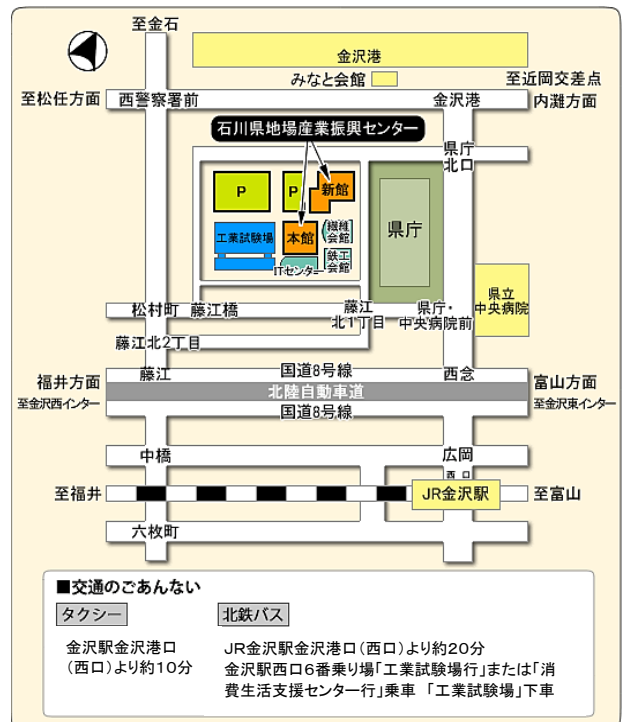 至金石
金沢港
みなと会館
至近岡交差点
至松任方面
西警察署前
金沢港
内灘方面
石川県地場産業振興センター
県庁
北口
P
P
新館
工業試験場
本館
繊維
会館
県庁
ITセンター
鉄工
会館
県立
中央病院
松村町
藤江橋
藤江
北1丁目
県庁・
中央病院前
藤江北2丁目
福井方面
藤江
国道8号線
西念
富山方面
至金沢西インター
北陸自動車道
至金沢東インター
国道8号線
中橋
広岡
西口
至福井
JR金沢駅
至富山
六枚町
■交通のごあんない
タクシー
金沢駅金沢港口
(西口)より約10分
北鉄バス
JR金沢駅金沢港口(西口)より約20分
金沢駅西口6番乗り場「工業試験場行」または「消
費生活支援センター行」乗車 「工業試験場」下車